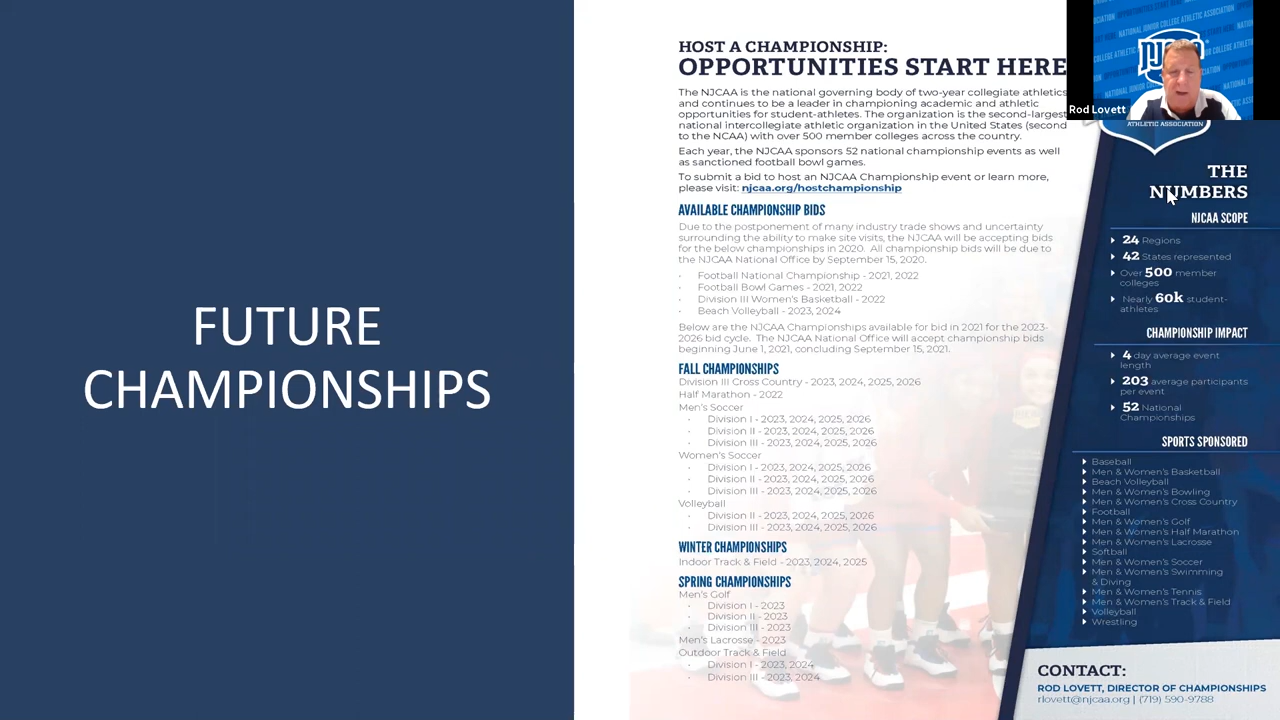 FUTURE
CHAMPIONSHIPS
HOST A CHAMPIONSHIP:
OPPORTUNITIES START HERE
The NJCAA is the national governing body of two-year collegiate athletics
and continues to be a leader in championing academic and athletic
opportunities for student-athletes. The organization is the second-largest
national intercollegiate athletic organization in the United States (second
to the NCAA) with over 500 member colleges across the country.
Each year, the NJCAA sponsors 52 national championship events as well
as sanctioned football bowl games.
To submit a bid to host an NJCAA Championship event or learn more,
please visit: njcaa.org/hostchampionship
AVAILABLE CHAMPIONSHIP BIDS
Due to the postponement of many industry trade shows and uncertainty
surrounding the ability to make site visits, the NJCAA will be accepting bids
for the below championships in 2020. All championship bids will be due to
the NJCAA National Office by September 15, 2020.
· Football National Championship - 2021, 2022
· Football Bowl Games - 2021, 2022
· Division III Women's Basketball - 2022
· Beach Volleyball - 2023, 2024
Below are the NJCAA Championships available for bid in 2021 for the 2023-
2026 bid cycle. The NJCAA National Office will accept championship bids
beginning June 1, 2021, concluding September 15, 2021.
FALL CHAMPIONSHIPS
Division III Cross Country - 2023, 2024, 2025, 2026
Half Marathon - 2022
Men's Soccer
· Division I - 2023, 2024, 2025, 2026
· Division II - 2023, 2024, 2025, 2026
· Division III - 2023, 2024, 2025, 2026
Women's Soccer
· Division I - 2023, 2024, 2025, 2026
· Division II - 2023, 2024, 2025, 2026
· Division III - 2023, 2024, 2025, 2026
Volleyball
· Division II - 2023, 2024, 2025, 2026
· Division III - 2023, 2024, 2025, 2026
WINTER CHAMPIONSHIPS
Indoor Track & Field - 2023, 2024, 2025
SPRING CHAMPIONSHIPS
Men's Golf
· Division I - 2023
· Division II - 2023
· Division III - 2023
Men's Lacrosse - 2023
Outdoor Track & Field
· Division I - 2023, 2024
· Division III - 2023, 2024
NJCAA
Rod Lovett
ATHLETIC ASSOCIATION
THE
NUMBERS
NJCAA SCOPE
24 Regions
42 States represented
Over 500 member
colleges
Nearly 60k student-
athletes
CHAMPIONSHIP IMPACT
4 day average event
length
203 average participants
per event
52 National
Championships
SPORTS SPONSORED
Baseball
Men & Women's Basketball
Beach Volleyball
Men & Women's Bowling
Men & Women's Cross Country
Football
Men & Women's Golf
Men & Women's Half Marathon
Men & Women's Lacrosse
Softball
Men & Women's Soccer
Men & Women's Swimming
& Diving
Men & Women's Tennis
Men & Women's Track & Field
Volleyball
Wrestling
CONTACT:
ROD LOVETT, DIRECTOR OF CHAMPIONSHIPS
rlovett@njcaa.org | (719) 590-9788